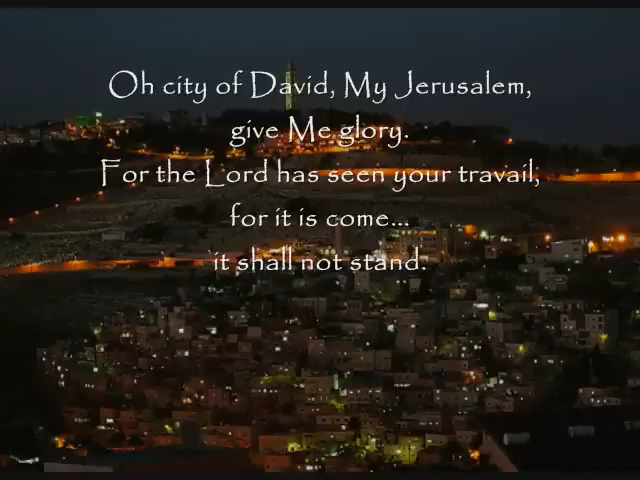 Oh city of David, My Jerusalem,
give Me glory.
For the Lord has seen your travail;
for it is come...
it shall not stand.